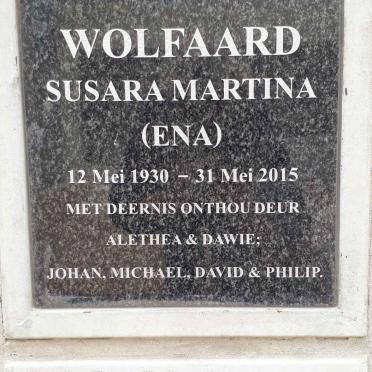 WOLFAARD
SUSARA MARTINA
(ENA)
12 Mei 1930 – 31 Mei 2015
MET DEERNIS ONTHOU DEUR
ALETHEA & DAWIE;
JOHAN, MICHAEL, DAVID & PHILIP.